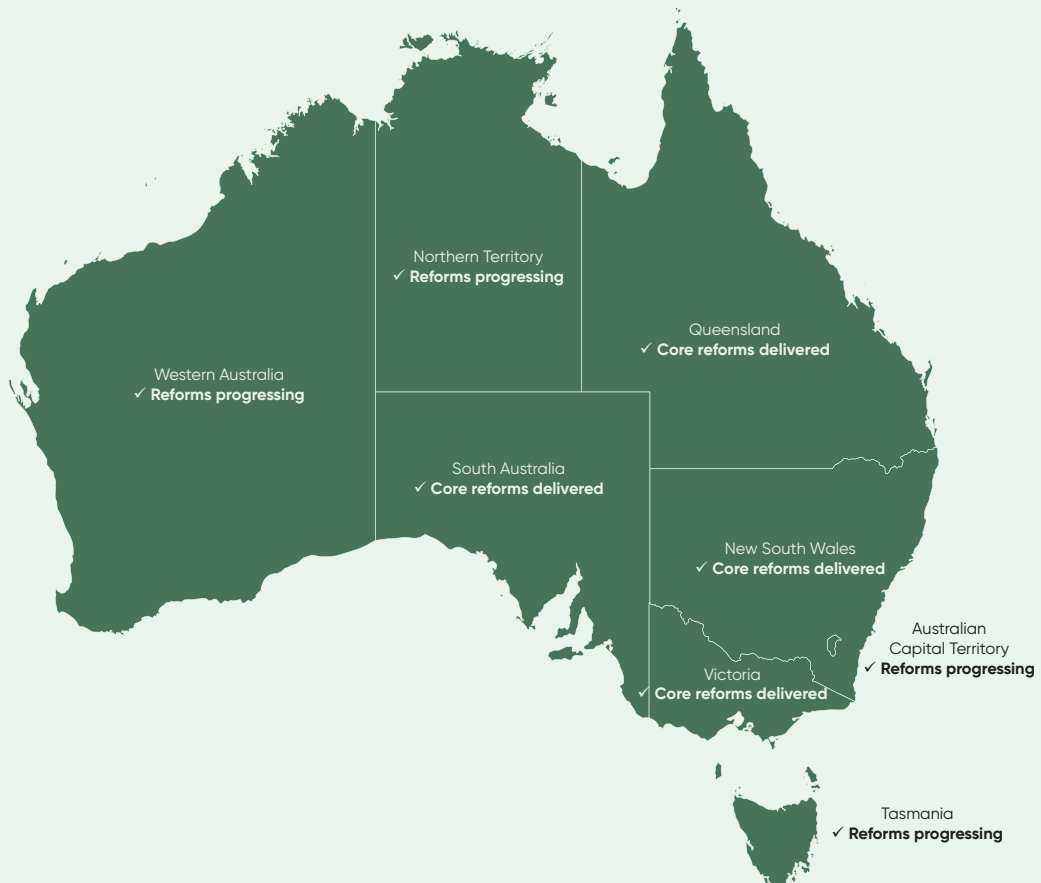 Northern Territory
✓ Reforms progressing
Queensland
✓ Core reforms delivered
Western Australia
✓ Reforms progressing
South Australia
✓ Core reforms delivered
New South Wales
✓ Core reforms delivered
Australian
Capital Territory
✓ Reforms progressing
Victoria
✓ Core reforms delivered
Tasmania
✓ Reforms progressing